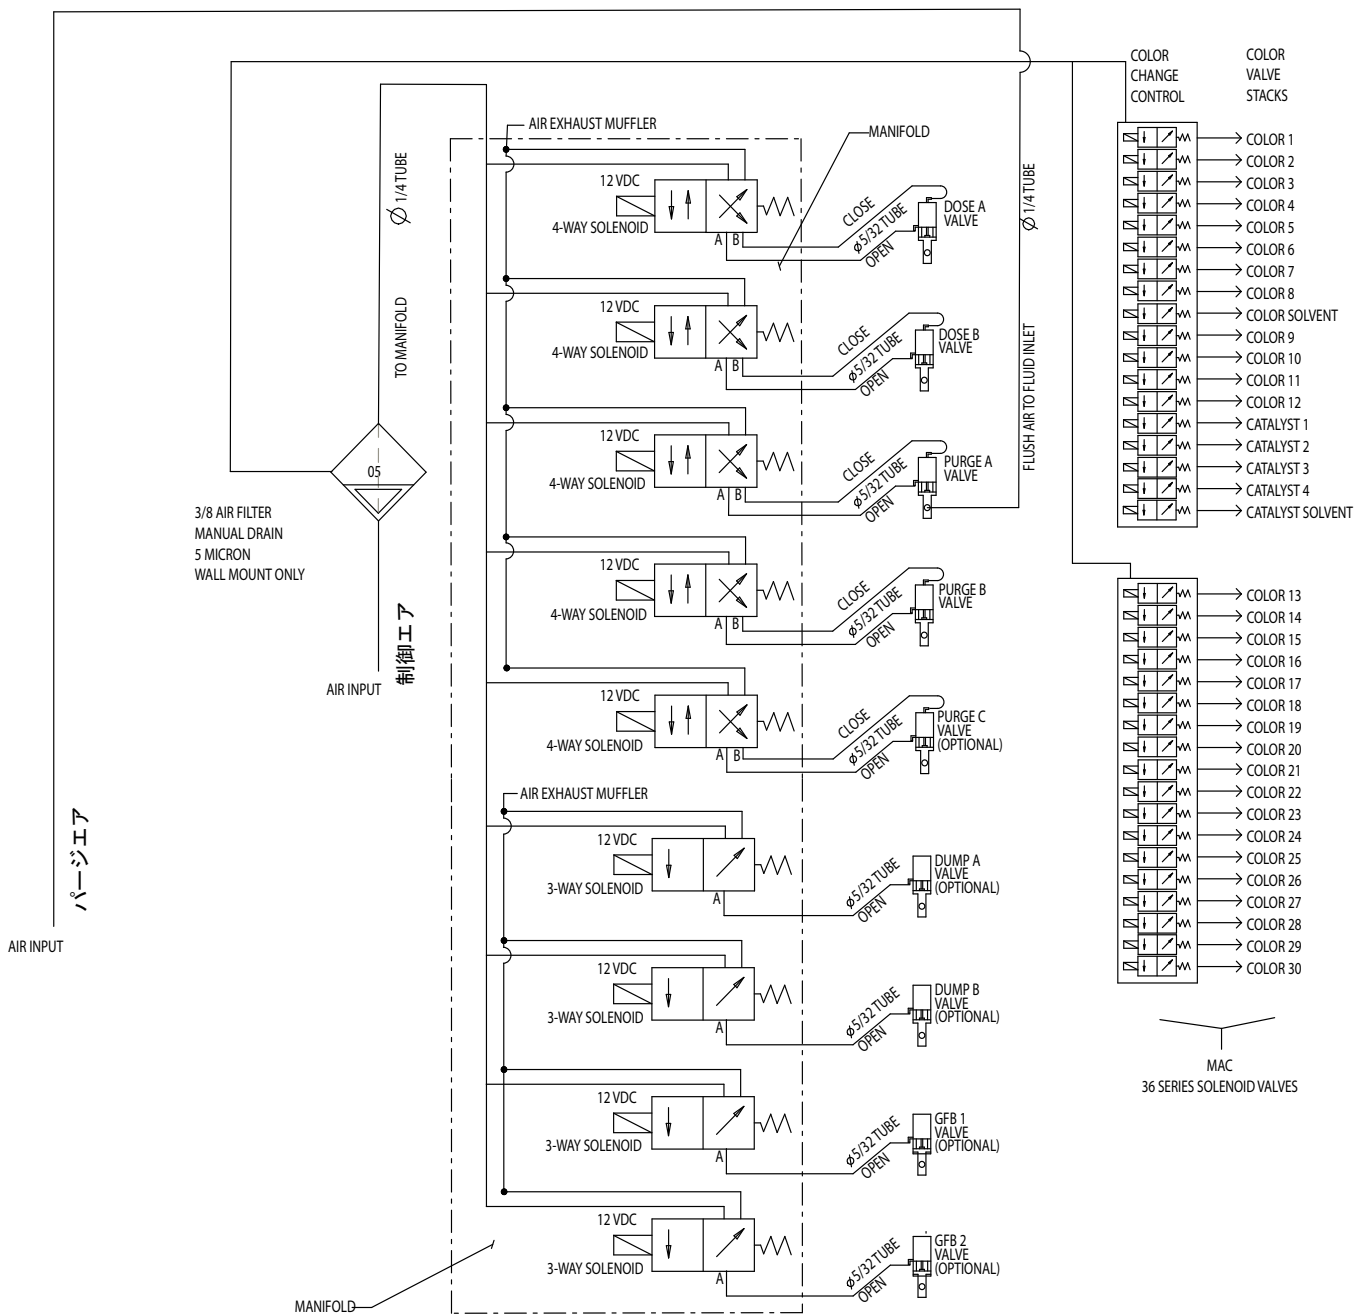 COLOR
CHANGE
CONTROL
COLOR
VALVE
STACKS
AIR EXHAUST MUFFLER
MANIFOLD
Ø 1/4 TUBE
TO MANIFOLD
05
3/8 AIR FILTER
MANUAL DRAIN
5 MICRON
WALL MOUNT ONLY
制御エア
AIR INPUT
パージエア
AIR INPUT
12 VDC
4-WAY SOLENOID
A B
CLOSE
Ø5/32 TUBE
OPEN
DOSE A
VALVE
12 VDC
4-WAY SOLENOID
A B
CLOSE
Ø5/32 TUBE
OPEN
DOSE B
VALVE
12 VDC
4-WAY SOLENOID
A B
CLOSE
Ø5/32 TUBE
OPEN
PURGE A
VALVE
12 VDC
4-WAY SOLENOID
A B
CLOSE
Ø5/32 TUBE
OPEN
PURGE B
VALVE
12 VDC
4-WAY SOLENOID
A B
CLOSE
Ø5/32 TUBE
OPEN
PURGE C
VALVE
(OPTIONAL)
AIR EXHAUST MUFFLER
12 VDC
3-WAY SOLENOID
A
Ø5/32 TUBE
OPEN
DUMP A
VALVE
(OPTIONAL)
12 VDC
3-WAY SOLENOID
A
Ø5/32 TUBE
OPEN
DUMP B
VALVE
(OPTIONAL)
12 VDC
3-WAY SOLENOID
A
Ø5/32 TUBE
OPEN
GFB 1
VALVE
(OPTIONAL)
12 VDC
3-WAY SOLENOID
A
Ø5/32 TUBE
OPEN
GFB 2
VALVE
(OPTIONAL)
MANIFOLD
Ø 1/4 TUBE
FLUSH AIR TO FLUID INLET
COLOR 1
COLOR 2
COLOR 3
COLOR 4
COLOR 5
COLOR 6
COLOR 7
COLOR 8
COLOR SOLVENT
COLOR 9
COLOR 10
COLOR 11
COLOR 12
CATALYST 1
CATALYST 2
CATALYST 3
CATALYST 4
CATALYST SOLVENT
COLOR 13
COLOR 14
COLOR 15
COLOR 16
COLOR 17
COLOR 18
COLOR 19
COLOR 20
COLOR 21
COLOR 22
COLOR 23
COLOR 24
COLOR 25
COLOR 26
COLOR 27
COLOR 28
COLOR 29
COLOR 30
MAC
36 SERIES SOLENOID VALVES